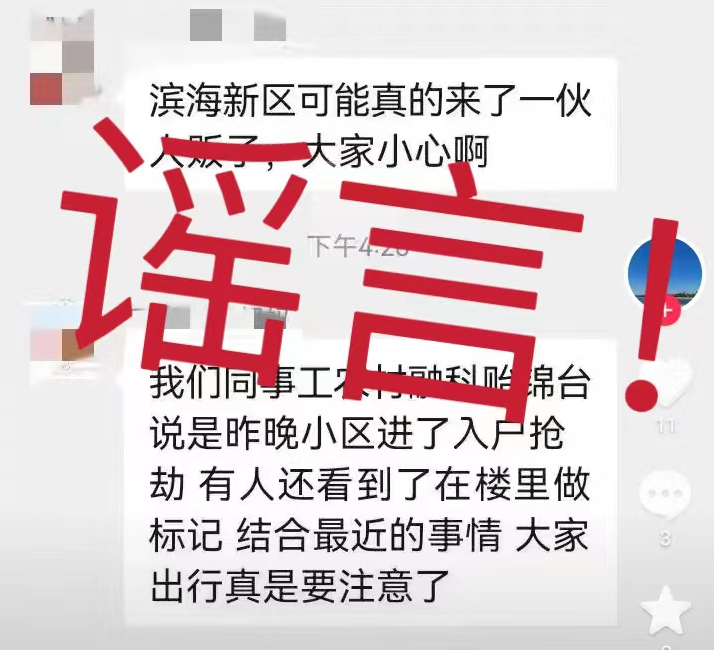 滨海新区可能真的来了一伙
人贩了，大家小心啊
谣言！
下午4:26
我们同事工农村融科贻锦台
说是昨晚小区进了入户抢
劫 有人还看到了在楼里做
标记 结合最近的事情 大家
出行真是要注意了
11
3